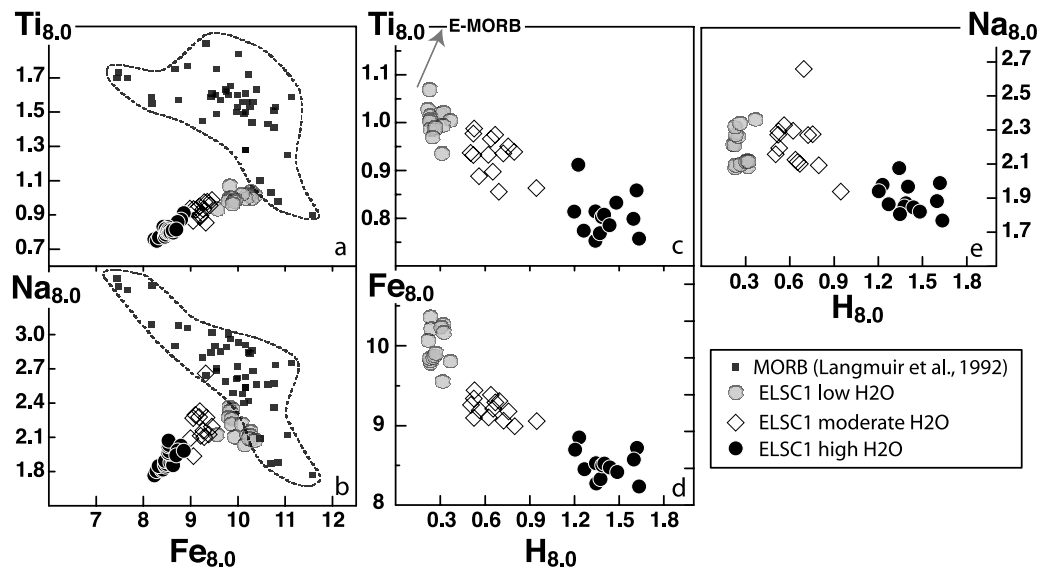 Ti8.0
1.7
1.5
1.3
1.1
0.9
0.7
a
Na8.0
3.0
2.7
2.4
2.1
1.8
b
7 8 9 10 11 12
Fe8.0
Ti8.0
E-MORB
1.1
1.0
0.9
0.8
0.7
c
Fe8.0
10
9
8
d
0.3 0.6 0.9 1.2 1.5 1.8
H8.0
Na8.0
2.7
2.5
2.3
2.1
1.9
1.7
e
0.3 0.6 0.9 1.2 1.5 1.8
H8.0
MORB (Langmuir et al., 1992)
ELSC1 low H2O
ELSC1 moderate H2O
ELSC1 high H2O